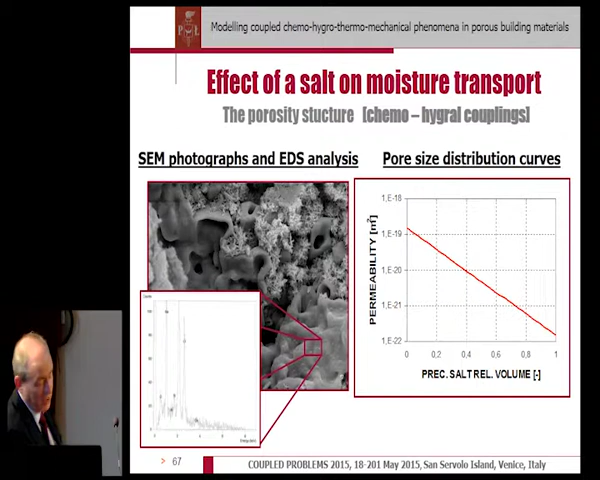 P Ł
Modelling coupled chemo-hygro-thermo-mechanical phenomena in porous building materials
Effect of a salt on moisture transport
The porosity stucture [chemo – hygral couplings]
SEM photographs and EDS analysis
Pore size distribution curves
1,E-18
1,E-19
1,E-20
1,E-21
1,E-22
PERMEABILITY [m²]
0
0,2
0,4
0,6
0,8
1
PREC. SALT REL. VOLUME [-]
> 67
COUPLED PROBLEMS 2015, 18-201 May 2015, San Servolo Island, Venice, Italy